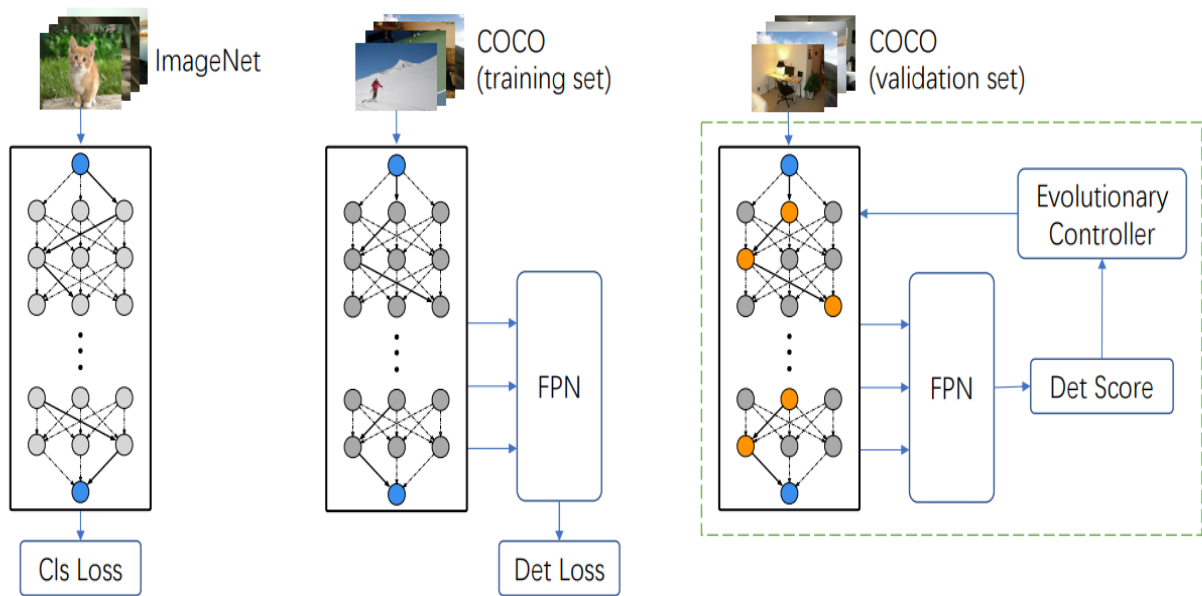 ImageNet
COCO
(training set)
COCO
(validation set)
Evolutionary
Controller
FPN
FPN
Det Score
Cls Loss
Det Loss